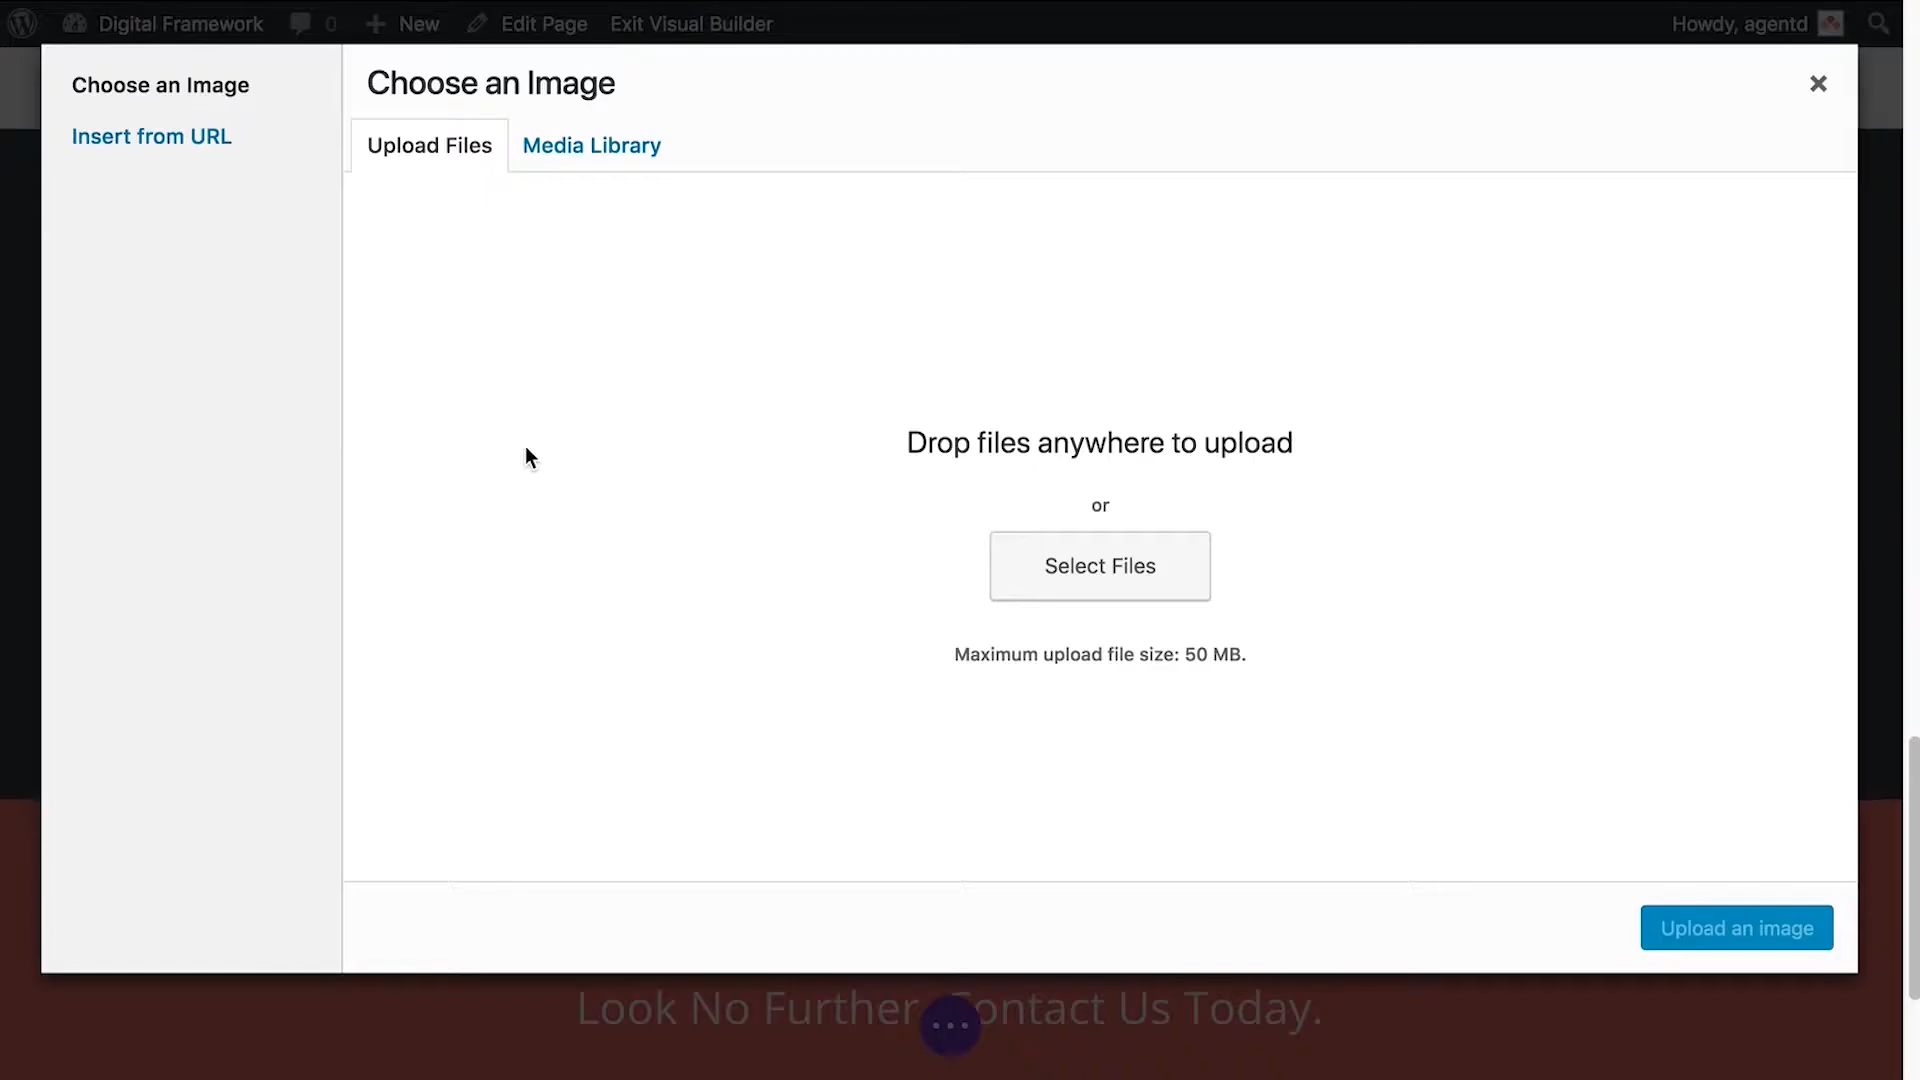 Digital Framework 0 New Edit Page Exit Visual Builder Howdy, agentd
Choose an Image
Insert from URL
Choose an Image
Upload Files Media Library
Drop files anywhere to upload
or
Select Files
Maximum upload file size: 50 MB.
Upload an image
Look No Further Contact Us Today.